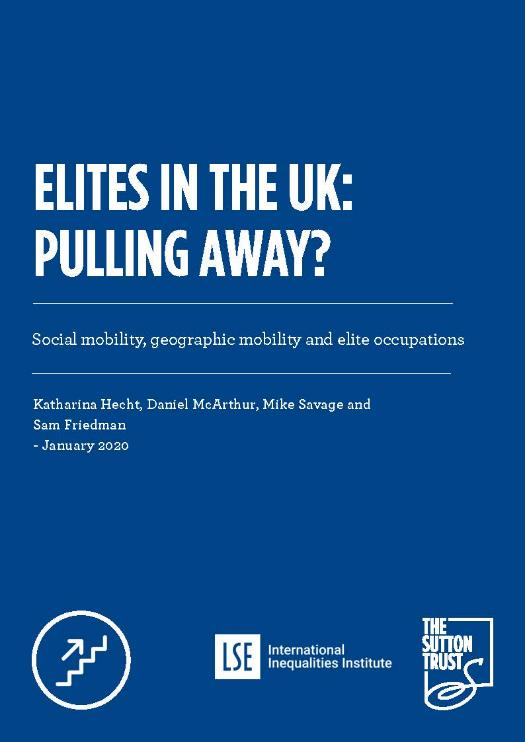 ELITES IN THE UK:
PULLING AWAY?
Social mobility, geographic mobility and elite occupations
Katharina Hecht, Daniel McArthur, Mike Savage and
Sam Friedman
- January 2020
LSE
International
Inequalities Institute
THE
SUTTON
TRUST